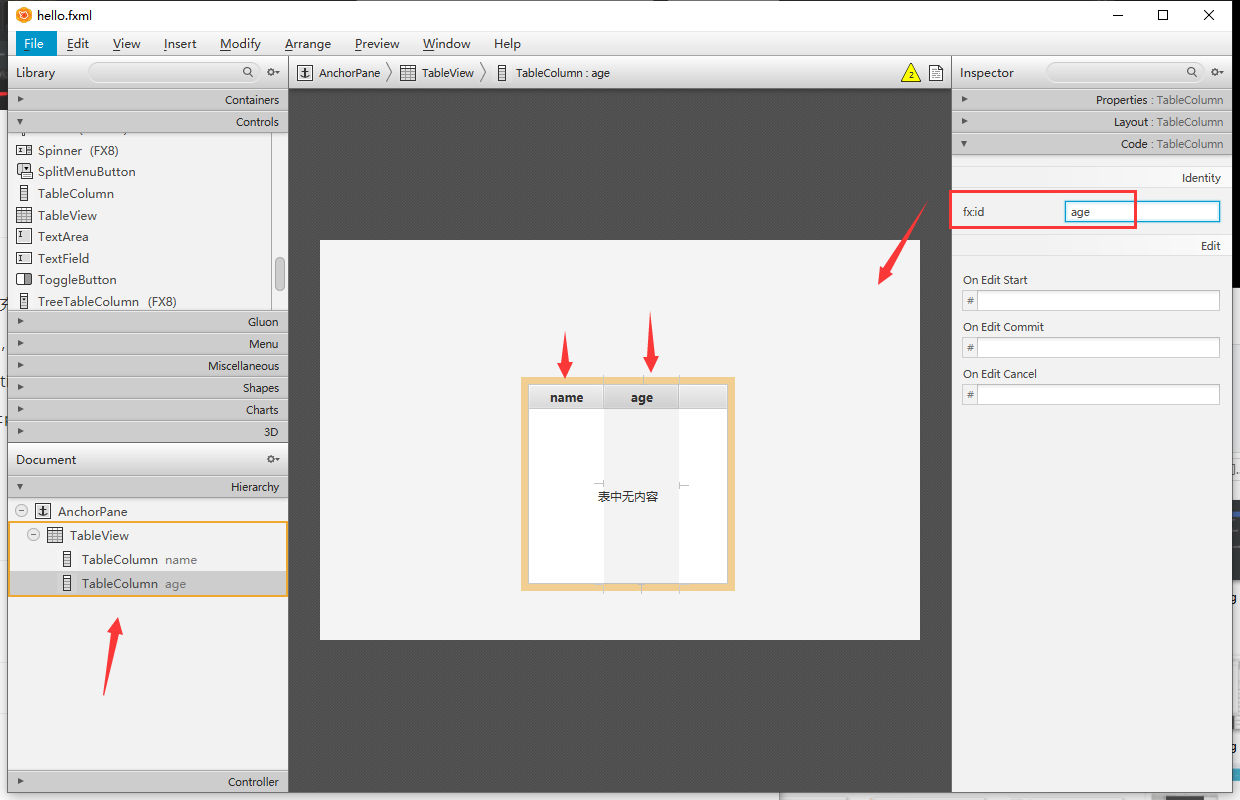 hello.fxml
File Edit View Insert Modify Arrange Preview Window Help
Library
AnchorPane TableView TableColumn : age
2
Inspector
Containers
Controls
Spinner (FX8)
SplitMenuButton
TableColumn
TableView
TextArea
TextField
ToggleButton
TreeTableColumn (FX8)
Gluon
Menu
Miscellaneous
Shapes
Charts
3D
Document
Hierarchy
AnchorPane
TableView
TableColumn name
TableColumn age
Controller
name age
表中无内容
Properties : TableColumn
Layout : TableColumn
Code : TableColumn
Identity
fx:id age
Edit
On Edit Start
#
On Edit Commit
#
On Edit Cancel
#